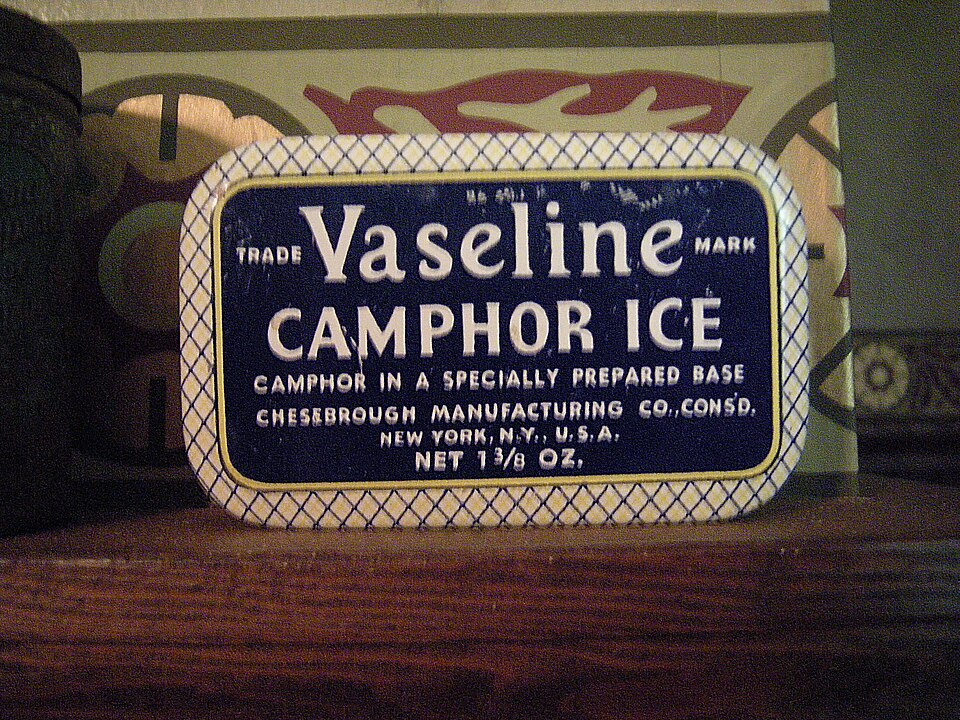 TRADE Vaseline MARK
CAMPHOR ICE
CAMPHOR IN A SPECIALLY PREPARED BASE
CHESEBROUGH MANUFACTURING CO., CONS'D.
NEW YORK, N.Y., U.S.A.
NET 1 3/8 OZ.